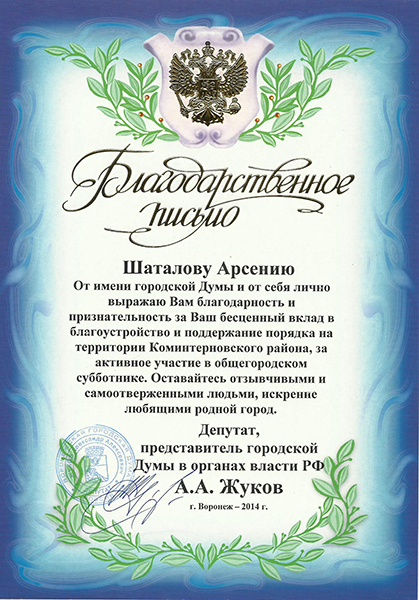 Благодарственное
письмо
Шаталову Арсению
От имени городской Думы и от себя лично
выражаю Вам благодарность и
признательность за Ваш бесценный вклад в
благоустройство и поддержание порядка на
территории Коминтерновского района, за
активное участие в общегородском
субботнике. Оставайтесь отзывчивыми и
самоотверженными людьми, искренне
любящими родной город.
Депутат,
представитель городской
Думы в органах власти РФ
А.А. Жуков
г. Воронеж – 2014 г.